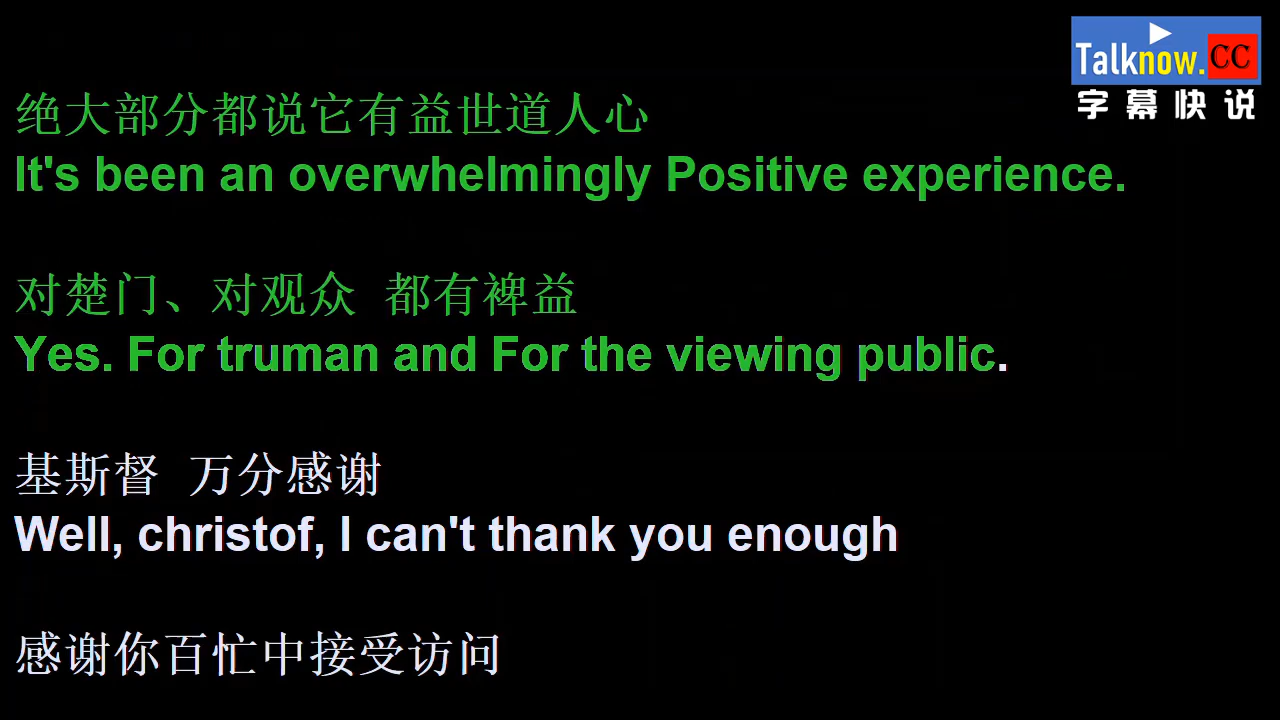 Talknow.CC
字幕快说
绝大部分都说它有益世道人心
It's been an overwhelmingly Positive experience.
对楚门、对观众 都有裨益
Yes. For truman and For the viewing public.
基斯督 万分感谢
Well, christof, I can't thank you enough
感谢你百忙中接受访问